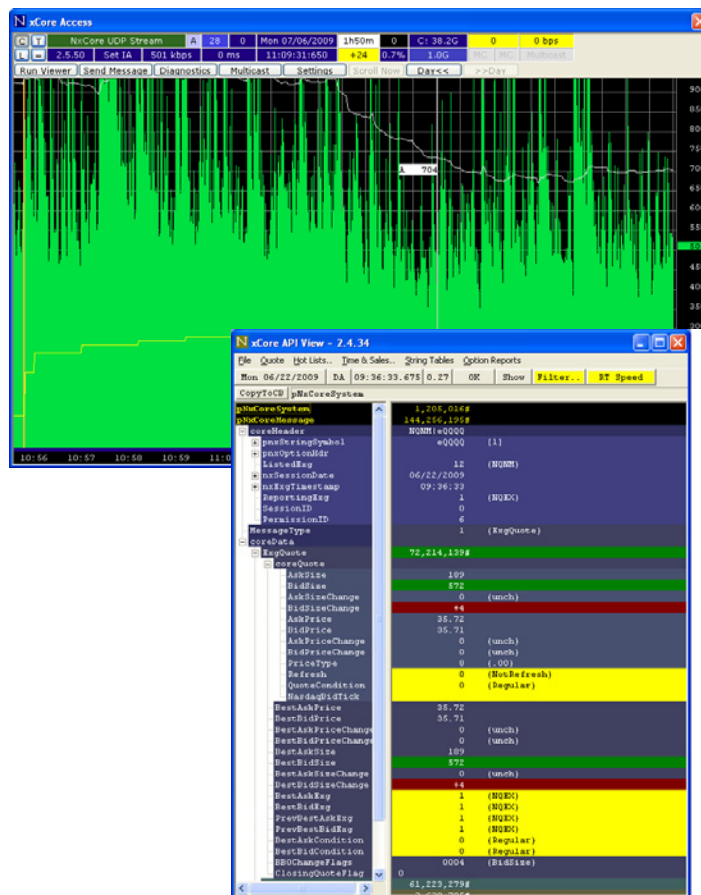 N xCore Access
C T NxCore UDP Stream A 28 0 Mon 07/06/2009 1h50m 0 C: 38.2G 0 0 bps
L = 2.5.50 Set IA 501 kbps 0 ms 11:09:31:650 +24 0.7% 1.0G MC MC Multicast
Run Viewer Send Message Diagnostics Multicast Settings Scroll Now Day<< >>Day
A 704
10:56 10:57 10:58 10:59
N xCore API View - 2.4.34
File Quote Hot Lists.. Time & Sales.. String Tables Option Reports
Mon 06/22/2009 DA 09:36:33.675 0.27 OK Show Filter.. RT Speed
CopyToCB pNxCoreSystem
pNxCoreSystem 1,205,016#
pNxCoreMessage 144,256,195#
coreHeader NQNM|eQQQQ
pnxStringSymbol eQQQQ [1]
pnxOptionHdr
ListedExg 12 (NQNM)
nxSessionDate 06/22/2009
nxExgTimestamp 09:36:33
ReportingExg 1 (NQEX)
SessionID 0
PermissionID 6
MessageType 1 (ExgQuote)
coreData
ExgQuote 72,214,139#
coreQuote
AskSize 189
BidSize 572
AskSizeChange 0 (unch)
BidSizeChange +4
AskPrice 35.72
BidPrice 35.71
AskPriceChange 0 (unch)
BidPriceChange 0 (unch)
PriceType 0 (.00)
Refresh 0 (NotRefresh)
QuoteCondition 0 (Regular)
NasdaqBidTick
BestAskPrice 35.72
BestBidPrice 35.71
BestAskPriceChange 0 (unch)
BestBidPriceChange 0 (unch)
BestAskSize 189
BestBidSize 572
BestAskSizeChange 0 (unch)
BestBidSizeChange +4
BestAskExg 1 (NQEX)
BestBidExg 1 (NQEX)
PrevBestAskExg 1 (NQEX)
PrevBestBidExg 1 (NQEX)
BestAskCondition 0 (Regular)
BestBidCondition 0 (Regular)
BBOChangeFlags 0004 (BidSize)
ClosingQuoteFlag 0
61,223,279#